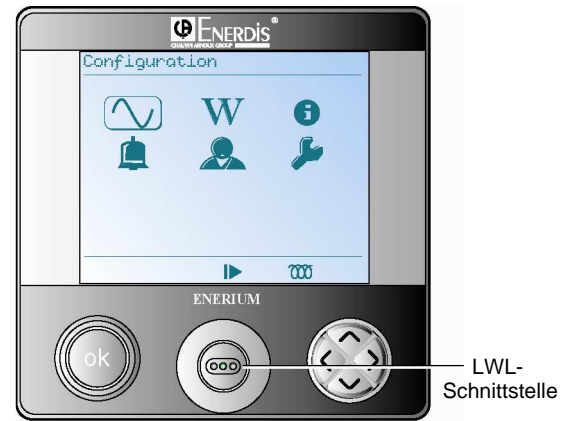 ENERDIS®
CHAUVIN ARNOUX GROUP
Configuration
W
i
ENERIUM
ok
LWL-
Schnittstelle